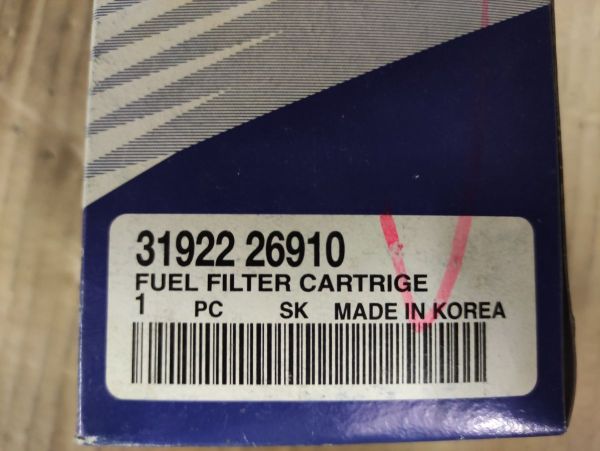 31922 26910
FUEL FILTER CARTRIGE
1 PC SK MADE IN KOREA